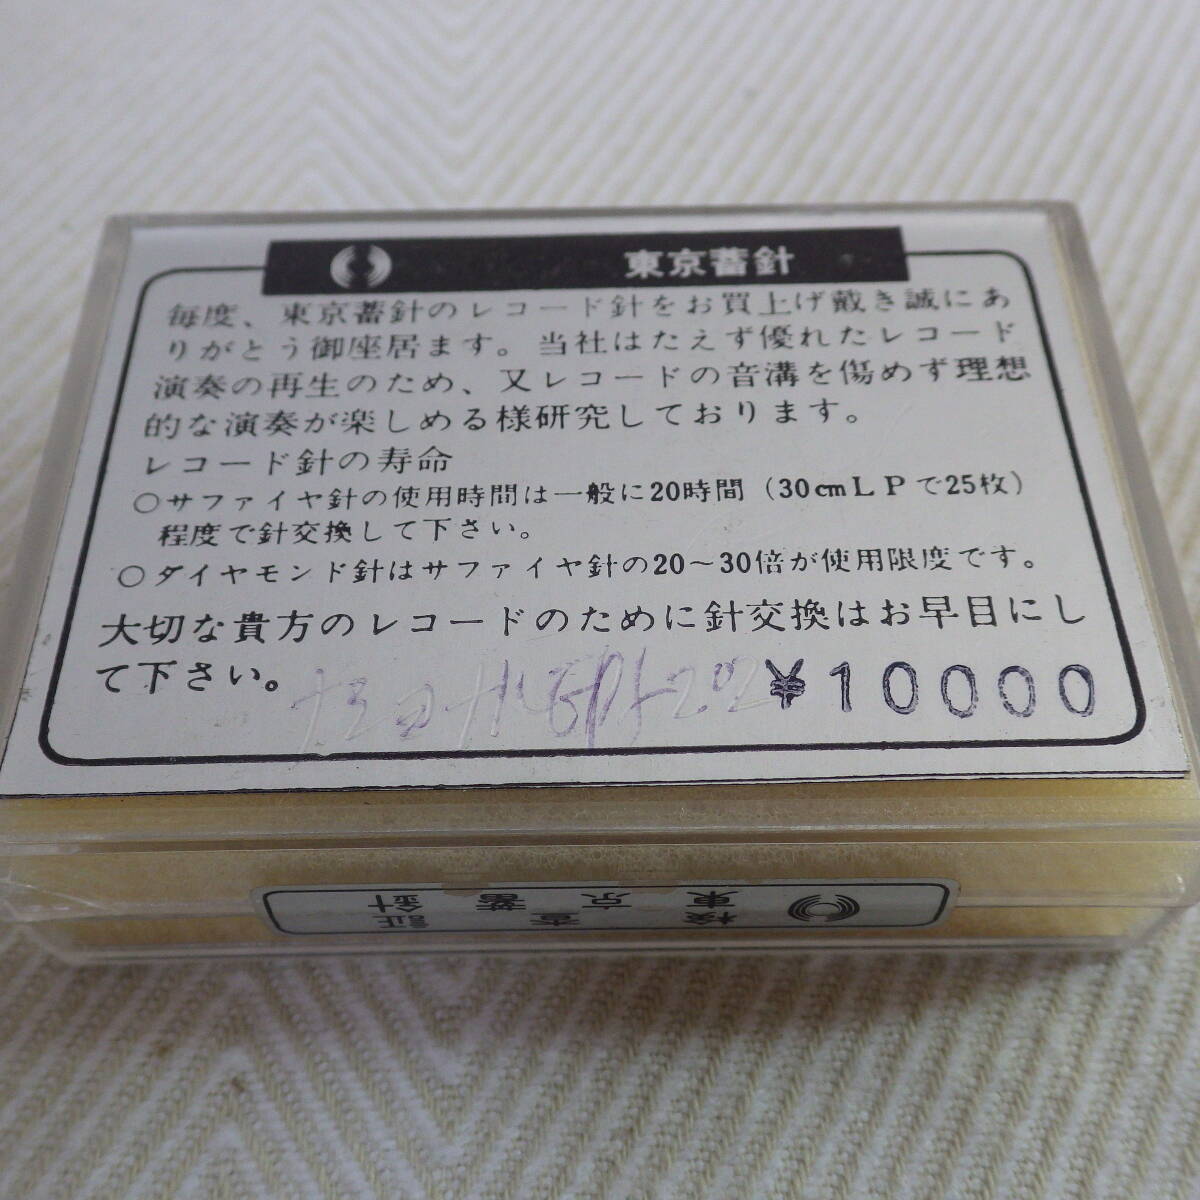 東京蓄針
毎度、東京蓄針のレコード針をお買上げ戴き誠にあ
りがとう御座居ます。当社はたえず優れたレコード
演奏の再生のため、又レコードの音溝を傷めず理想
的な演奏が楽しめる様研究しております。
レコード針の寿命
○サファイヤ針の使用時間は一般に20時間（30㎝ＬＰで25枚）
程度で針交換して下さい。
○ダイヤモンド針はサファイヤ針の20～30倍が使用限度です。
大切な貴方のレコードのために針交換はお早目にし
て下さい。
¥10000
検査証
東京蓄針